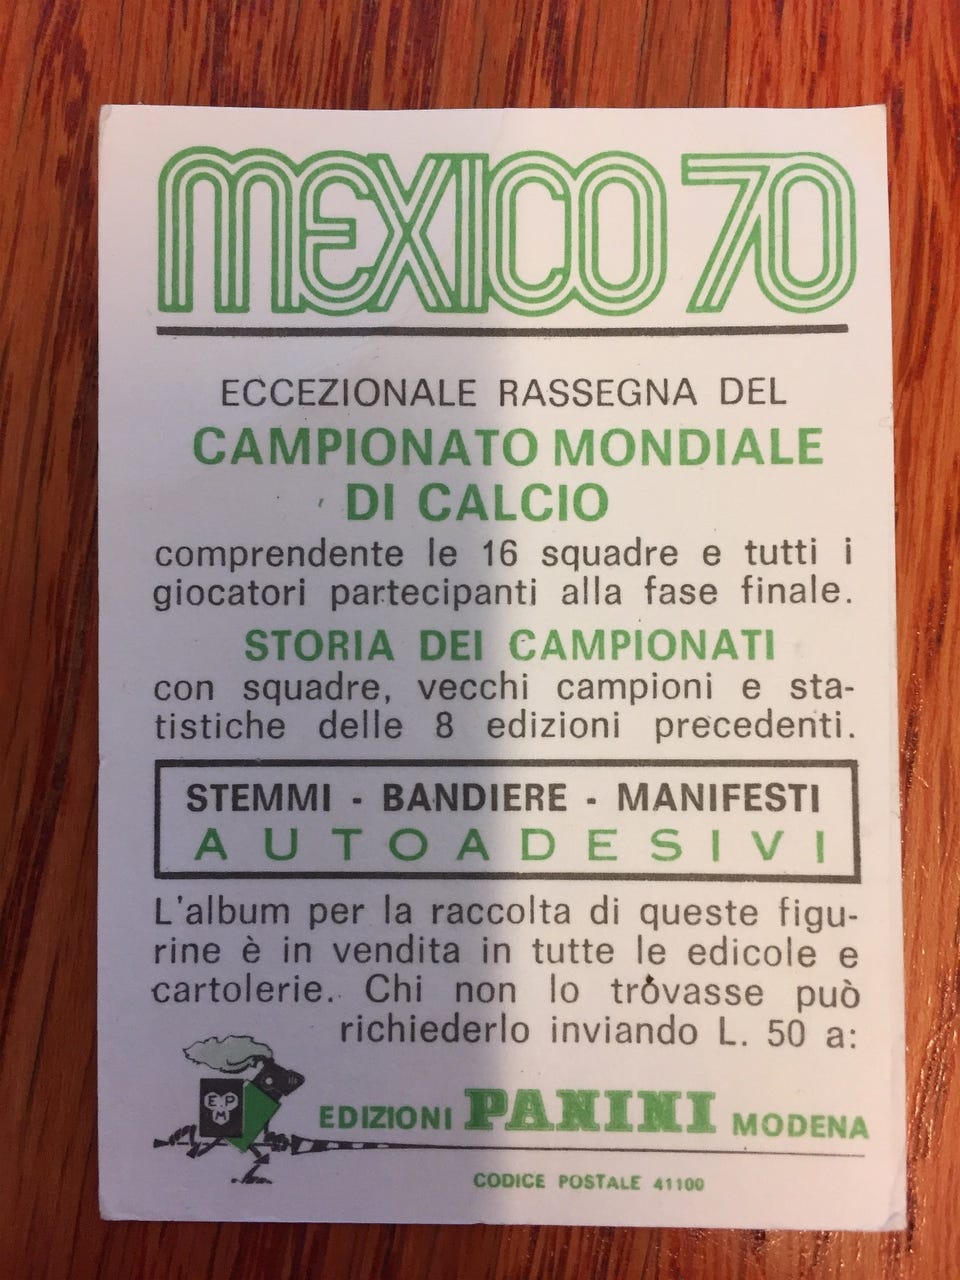 MEXICO 70
ECCEZIONALE RASSEGNA DEL
CAMPIONATO MONDIALE
DI CALCIO
comprendente le 16 squadre e tutti i
giocatori partecipanti alla fase finale.
STORIA DEI CAMPIONATI
con squadre, vecchi campioni e sta-
tistiche delle 8 edizioni precedenti.
STEMMI - BANDIERE - MANIFESTI
AUTOADESIVI
L'album per la raccolta di queste figu-
rine è in vendita in tutte le edicole e
cartolerie. Chi non lo trovasse può
richiederlo inviando L. 50 a:
E P
M
EDIZIONI PANINI MODENA
CODICE POSTALE 41100